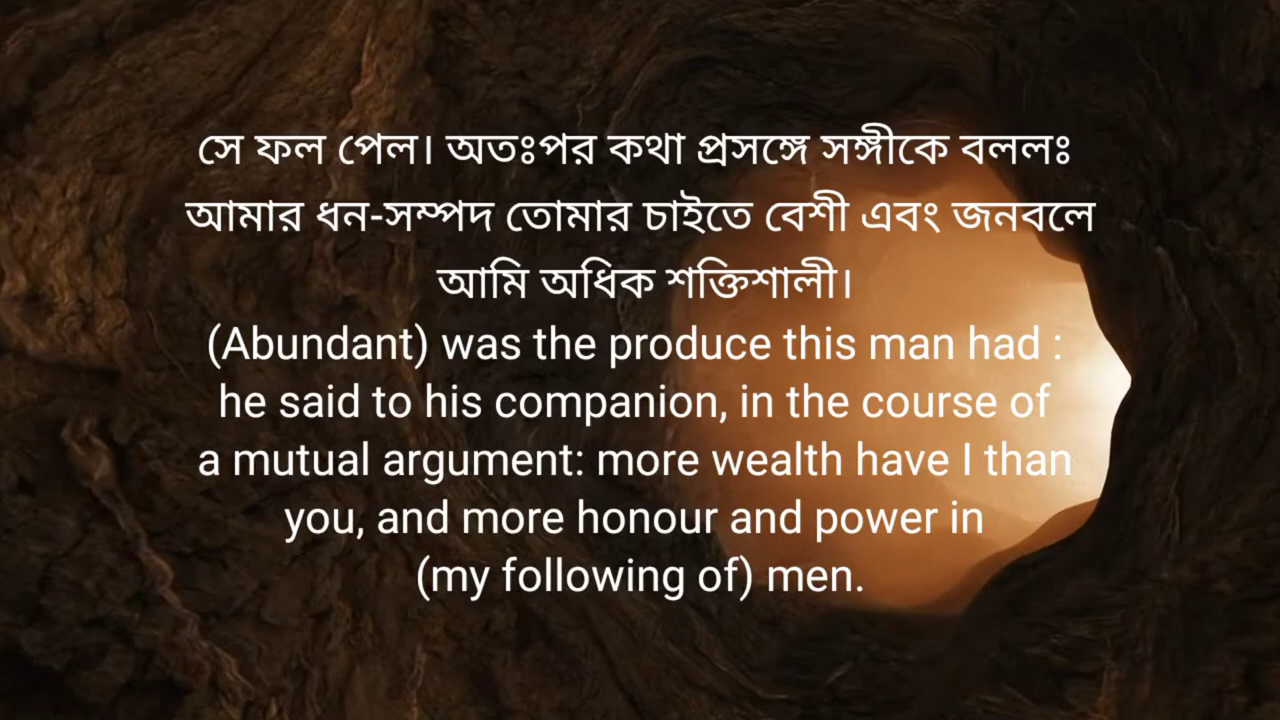 সে ফল পেল। অতঃপর কথা প্রসঙ্গে সঙ্গীকে বললঃ
আমার ধন-সম্পদ তোমার চাইতে বেশী এবং জনবলে
আমি অধিক শক্তিশালী।
(Abundant) was the produce this man had :
he said to his companion, in the course of
a mutual argument: more wealth have I than
you, and more honour and power in
(my following of) men.